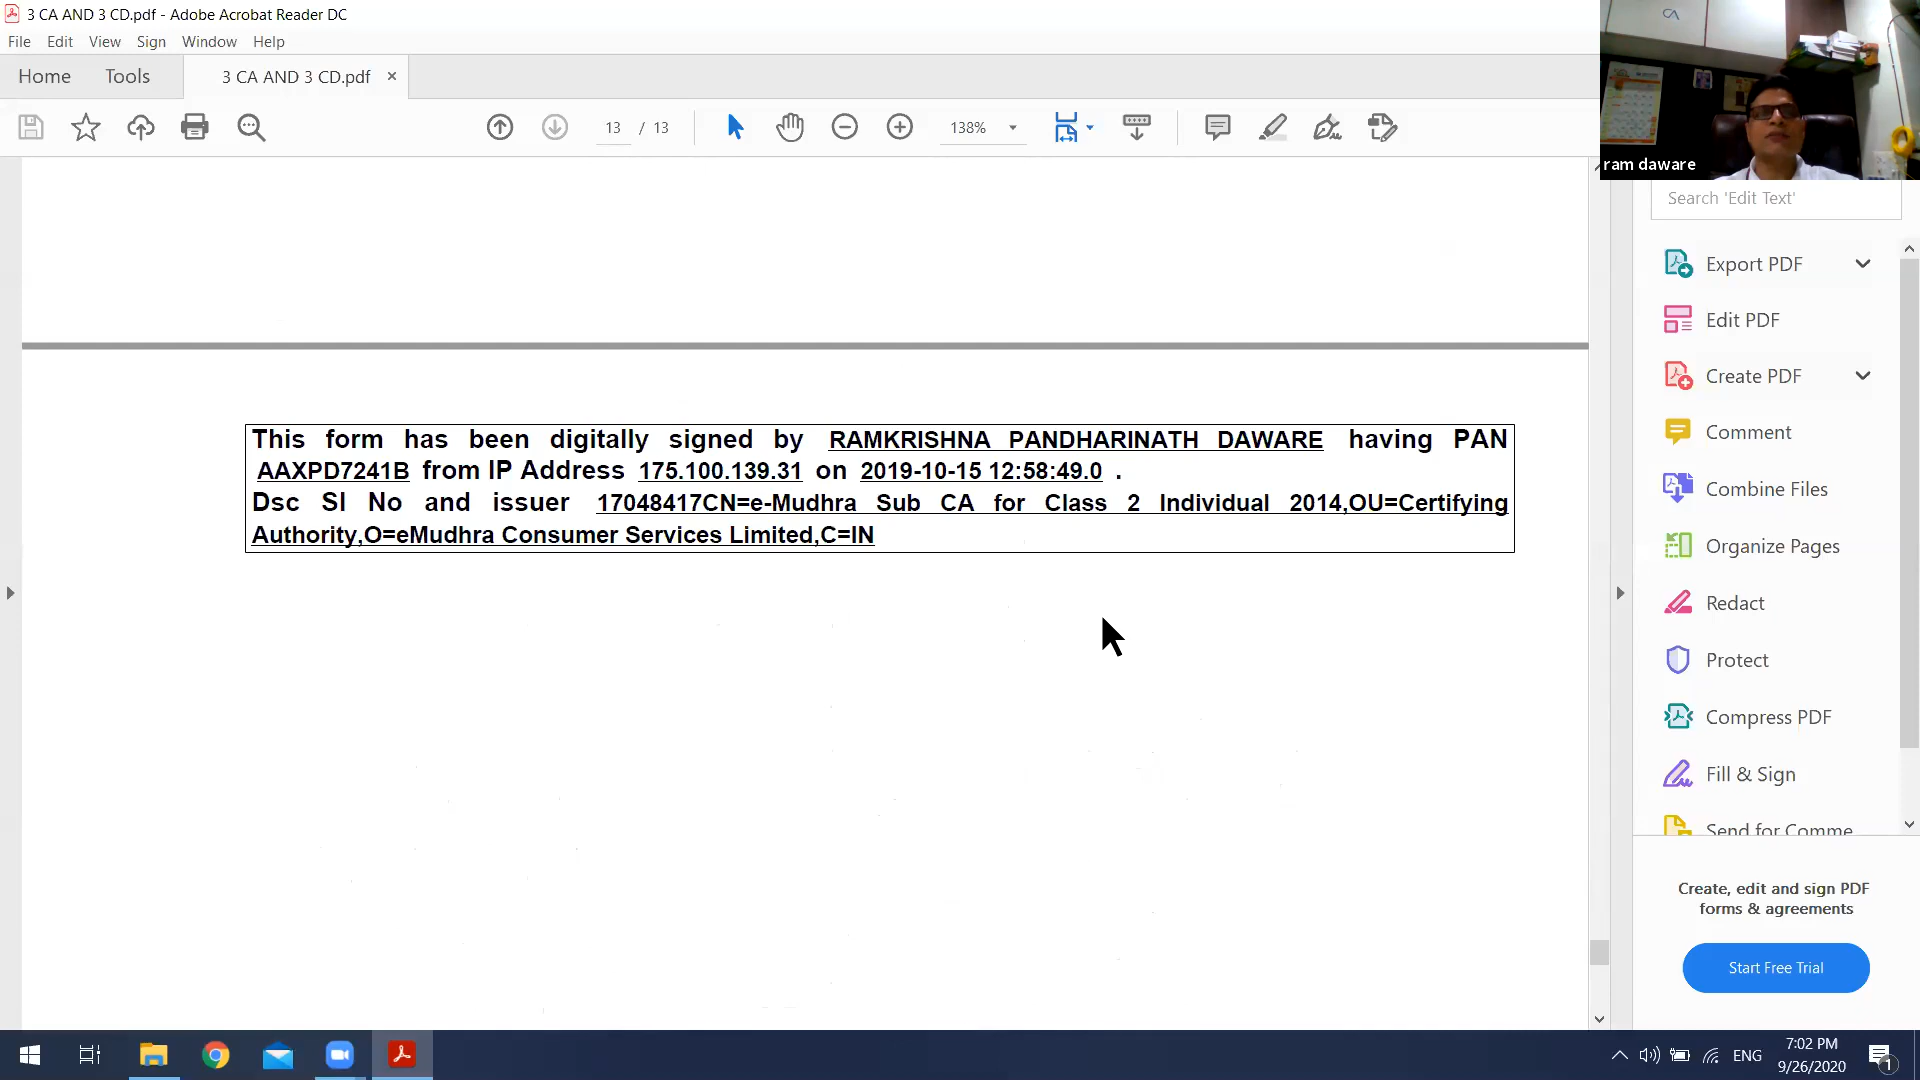 3 CA AND 3 CD.pdf - Adobe Acrobat Reader DC
File Edit View Sign Window Help
Home Tools 3 CA AND 3 CD.pdf ×
13 / 13 138%
CA
ram daware
Search 'Edit Text'
Export PDF
Edit PDF
Create PDF
Comment
Combine Files
Organize Pages
Redact
Protect
Compress PDF
Fill & Sign
Send for Comme
Create, edit and sign PDF
forms & agreements
Start Free Trial
This form has been digitally signed by RAMKRISHNA PANDHARINATH DAWARE having PAN
AAXPD7241B from IP Address 175.100.139.31 on 2019-10-15 12:58:49.0 .
Dsc Sl No and issuer 17048417CN=e-Mudhra Sub CA for Class 2 Individual 2014,OU=Certifying
Authority,O=eMudhra Consumer Services Limited,C=IN
ENG
7:02 PM
9/26/2020
1